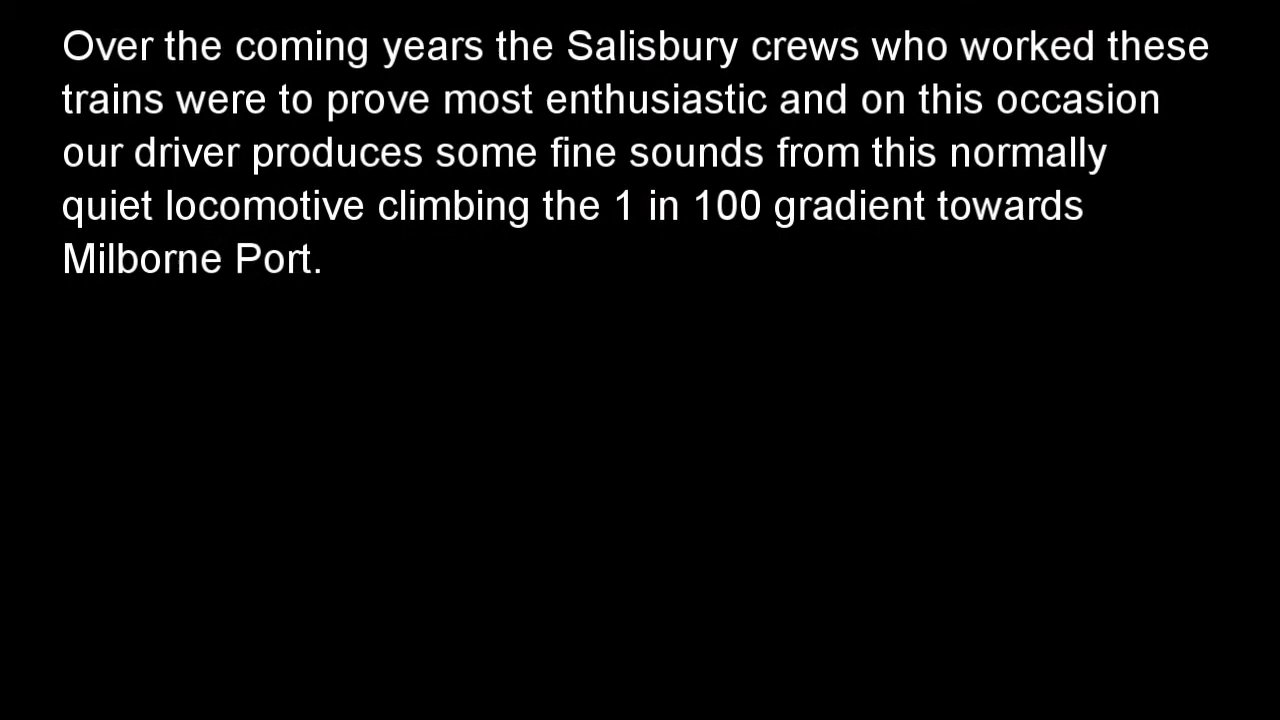 Over the coming years the Salisbury crews who worked these
trains were to prove most enthusiastic and on this occasion
our driver produces some fine sounds from this normally
quiet locomotive climbing the 1 in 100 gradient towards
Milborne Port.